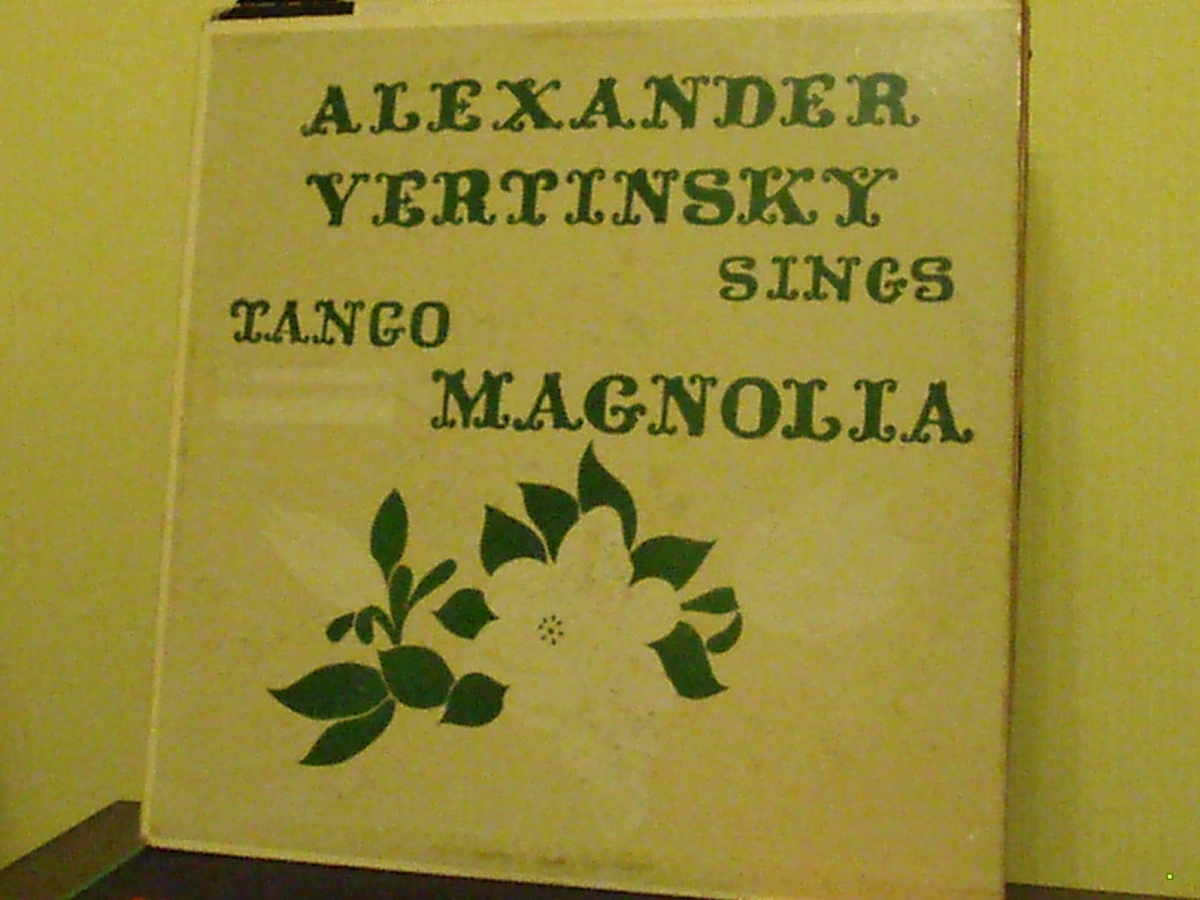 ALEXANDER
VERTINSKY
SINGS
TANGO
MAGNOLIA